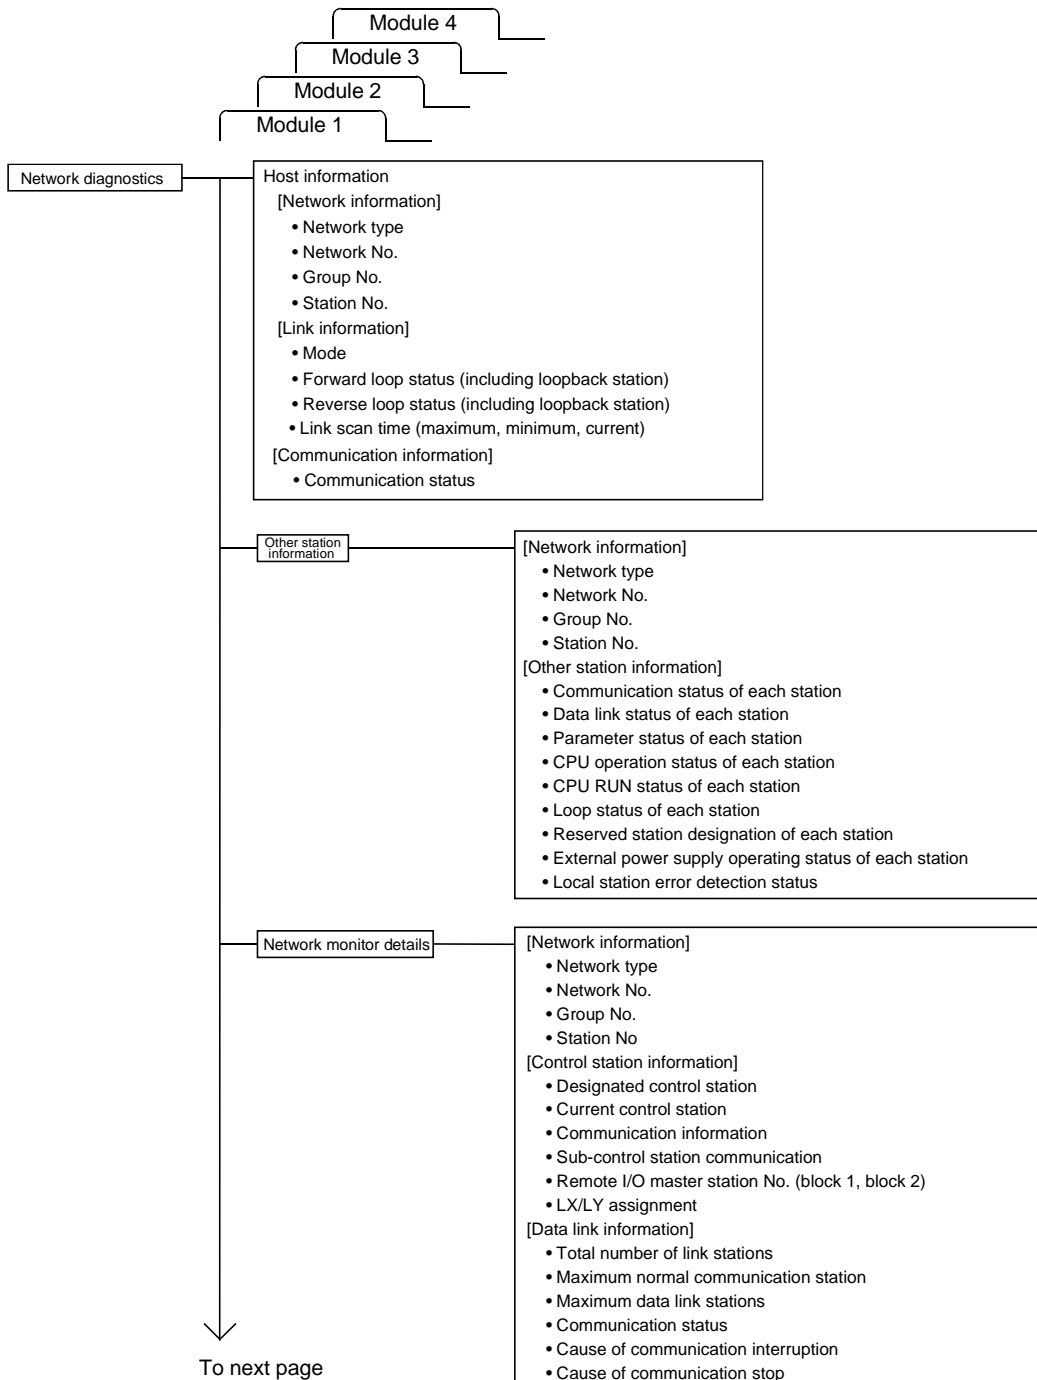 Module 4
Module 3
Module 2
Module 1
Network diagnostics
Host information
[Network information]
• Network type
• Network No.
• Group No.
• Station No.
[Link information]
• Mode
• Forward loop status (including loopback station)
• Reverse loop status (including loopback station)
• Link scan time (maximum, minimum, current)
[Communication information]
• Communication status
Other station
information
[Network information]
• Network type
• Network No.
• Group No.
• Station No.
[Other station information]
• Communication status of each station
• Data link status of each station
• Parameter status of each station
• CPU operation status of each station
• CPU RUN status of each station
• Loop status of each station
• Reserved station designation of each station
• External power supply operating status of each station
• Local station error detection status
Network monitor details
[Network information]
• Network type
• Network No.
• Group No.
• Station No
[Control station information]
• Designated control station
• Current control station
• Communication information
• Sub-control station communication
• Remote I/O master station No. (block 1, block 2)
• LX/LY assignment
[Data link information]
• Total number of link stations
• Maximum normal communication station
• Maximum data link stations
• Communication status
• Cause of communication interruption
• Cause of communication stop
To next page